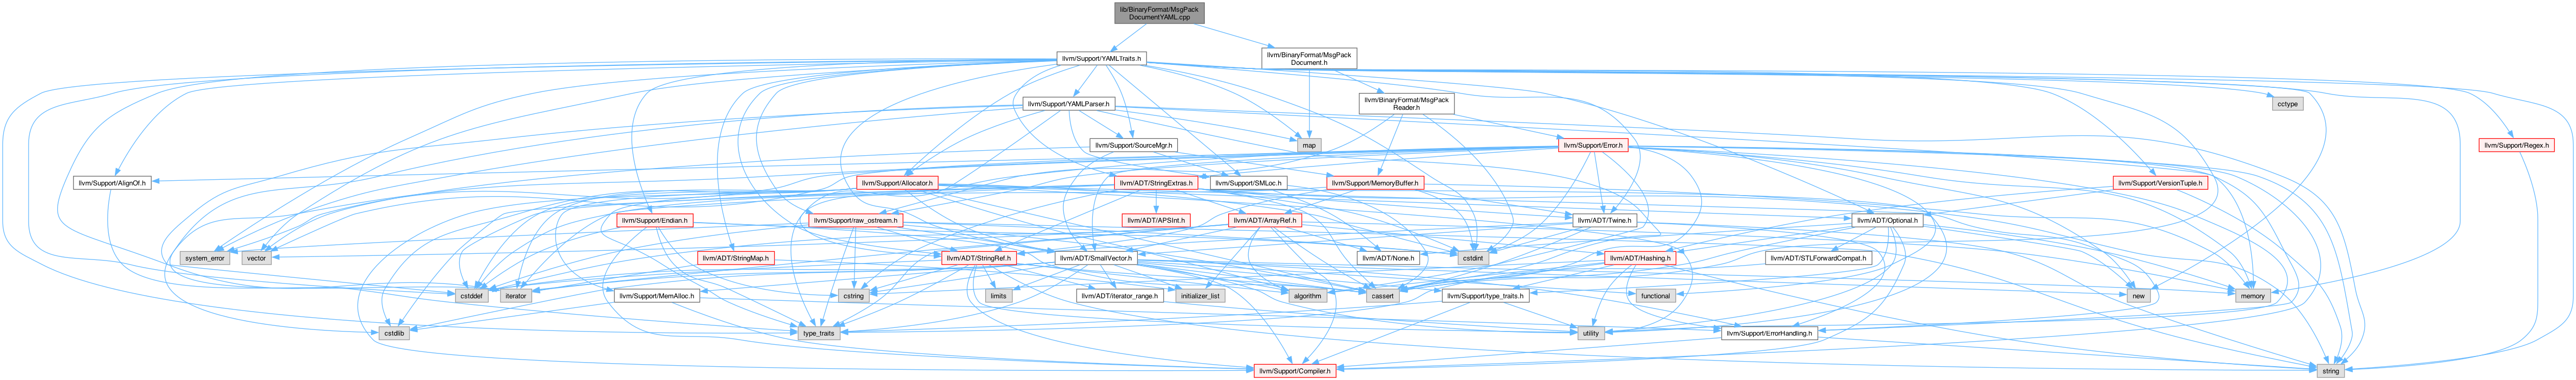 lib/BinaryFormat/MsgPack
DocumentYAML.cpp
llvm/Support/YAMLTraits.h
llvm/BinaryFormat/MsgPack
Document.h
llvm/Support/YAMLParser.h
llvm/BinaryFormat/MsgPack
Reader.h
cctype
llvm/Support/SourceMgr.h
map
llvm/Support/Error.h
llvm/Support/Regex.h
llvm/Support/AlignOf.h
llvm/Support/Allocator.h
llvm/ADT/StringExtras.h
llvm/Support/SMLoc.h
llvm/Support/MemoryBuffer.h
llvm/Support/VersionTuple.h
llvm/Support/Endian.h
llvm/Support/raw_ostream.h
llvm/ADT/APSInt.h
llvm/ADT/ArrayRef.h
llvm/ADT/Twine.h
llvm/ADT/Optional.h
system_error
vector
llvm/ADT/StringMap.h
llvm/ADT/StringRef.h
llvm/ADT/SmallVector.h
llvm/ADT/None.h
cstdint
llvm/ADT/Hashing.h
llvm/ADT/STLForwardCompat.h
cstddef
iterator
llvm/Support/MemAlloc.h
cstring
limits
llvm/ADT/iterator_range.h
initializer_list
algorithm
cassert
llvm/Support/type_traits.h
functional
new
memory
cstdlib
type_traits
utility
llvm/Support/ErrorHandling.h
llvm/Support/Compiler.h
string